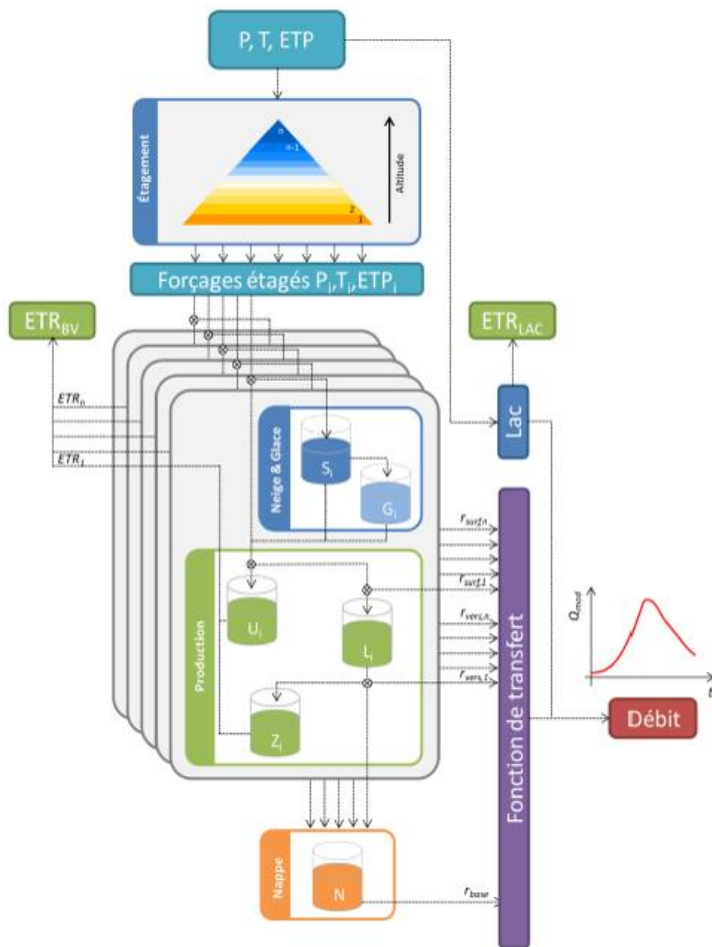 P, T, ETP
Étagement
n
n-1
2
1
Altitude
Forçages étagés Pi,Ti,ETPi
ETRBV
ETRLAC
Lac
ETRn
ETR1
Neige & Glace
Si
Gi
rsurf,n
rsurf,1
Production
Ui
Li
Zi
rvers,n
rvers,1
Fonction de transfert
Qmod
t
Débit
Nappe
N
rbase